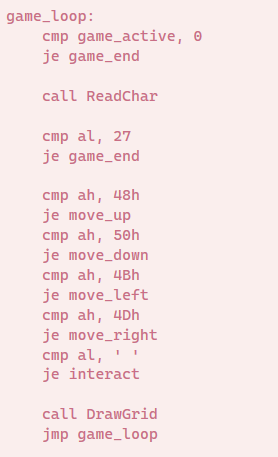 game_loop:
    cmp game_active, 0
    je game_end

    call ReadChar

    cmp al, 27
    je game_end

    cmp ah, 48h
    je move_up
    cmp ah, 50h
    je move_down
    cmp ah, 4Bh
    je move_left
    cmp ah, 4Dh
    je move_right
    cmp al, ' '
    je interact

    call DrawGrid
    jmp game_loop